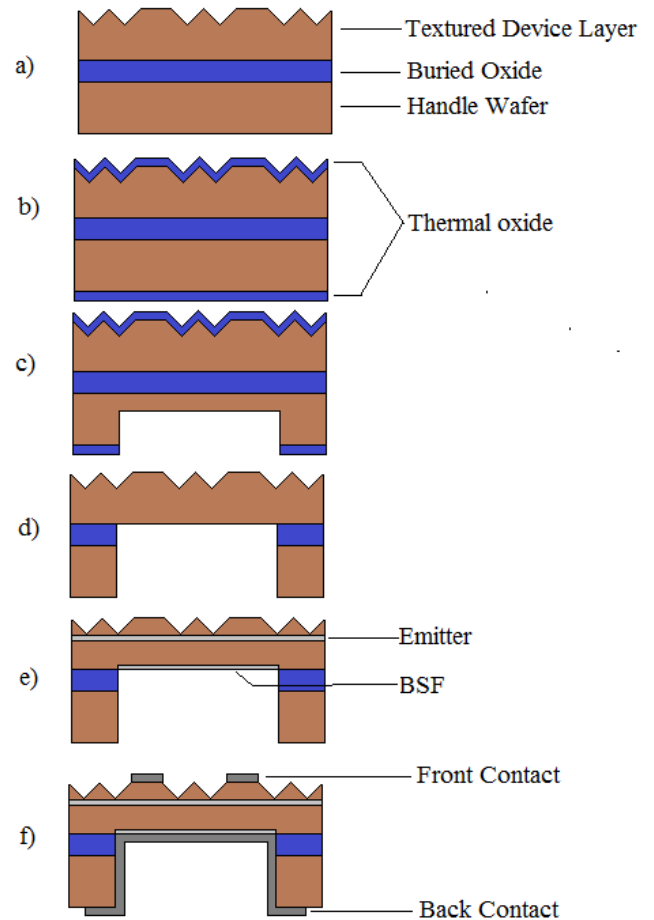 a)
Textured Device Layer
Buried Oxide
Handle Wafer
b)
Thermal oxide
c)
d)
e)
Emitter
BSF
f)
Front Contact
Back Contact